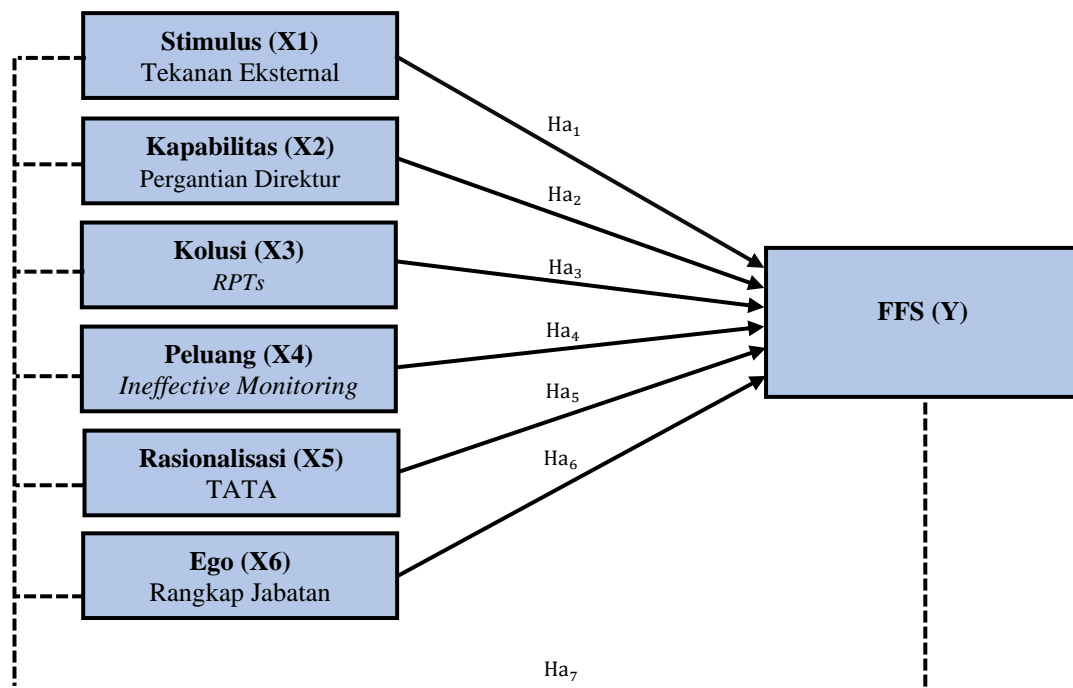 Stimulus (X1)
Tekanan Eksternal
Kapabilitas (X2)
Pergantian Direktur
Kolusi (X3)
RPTs
Peluang (X4)
Ineffective Monitoring
Rasionalisasi (X5)
TATA
Ego (X6)
Rangkap Jabatan
Ha₁
Ha₂
Ha₃
Ha₄
Ha₅
Ha₆
FFS (Y)
Ha₇